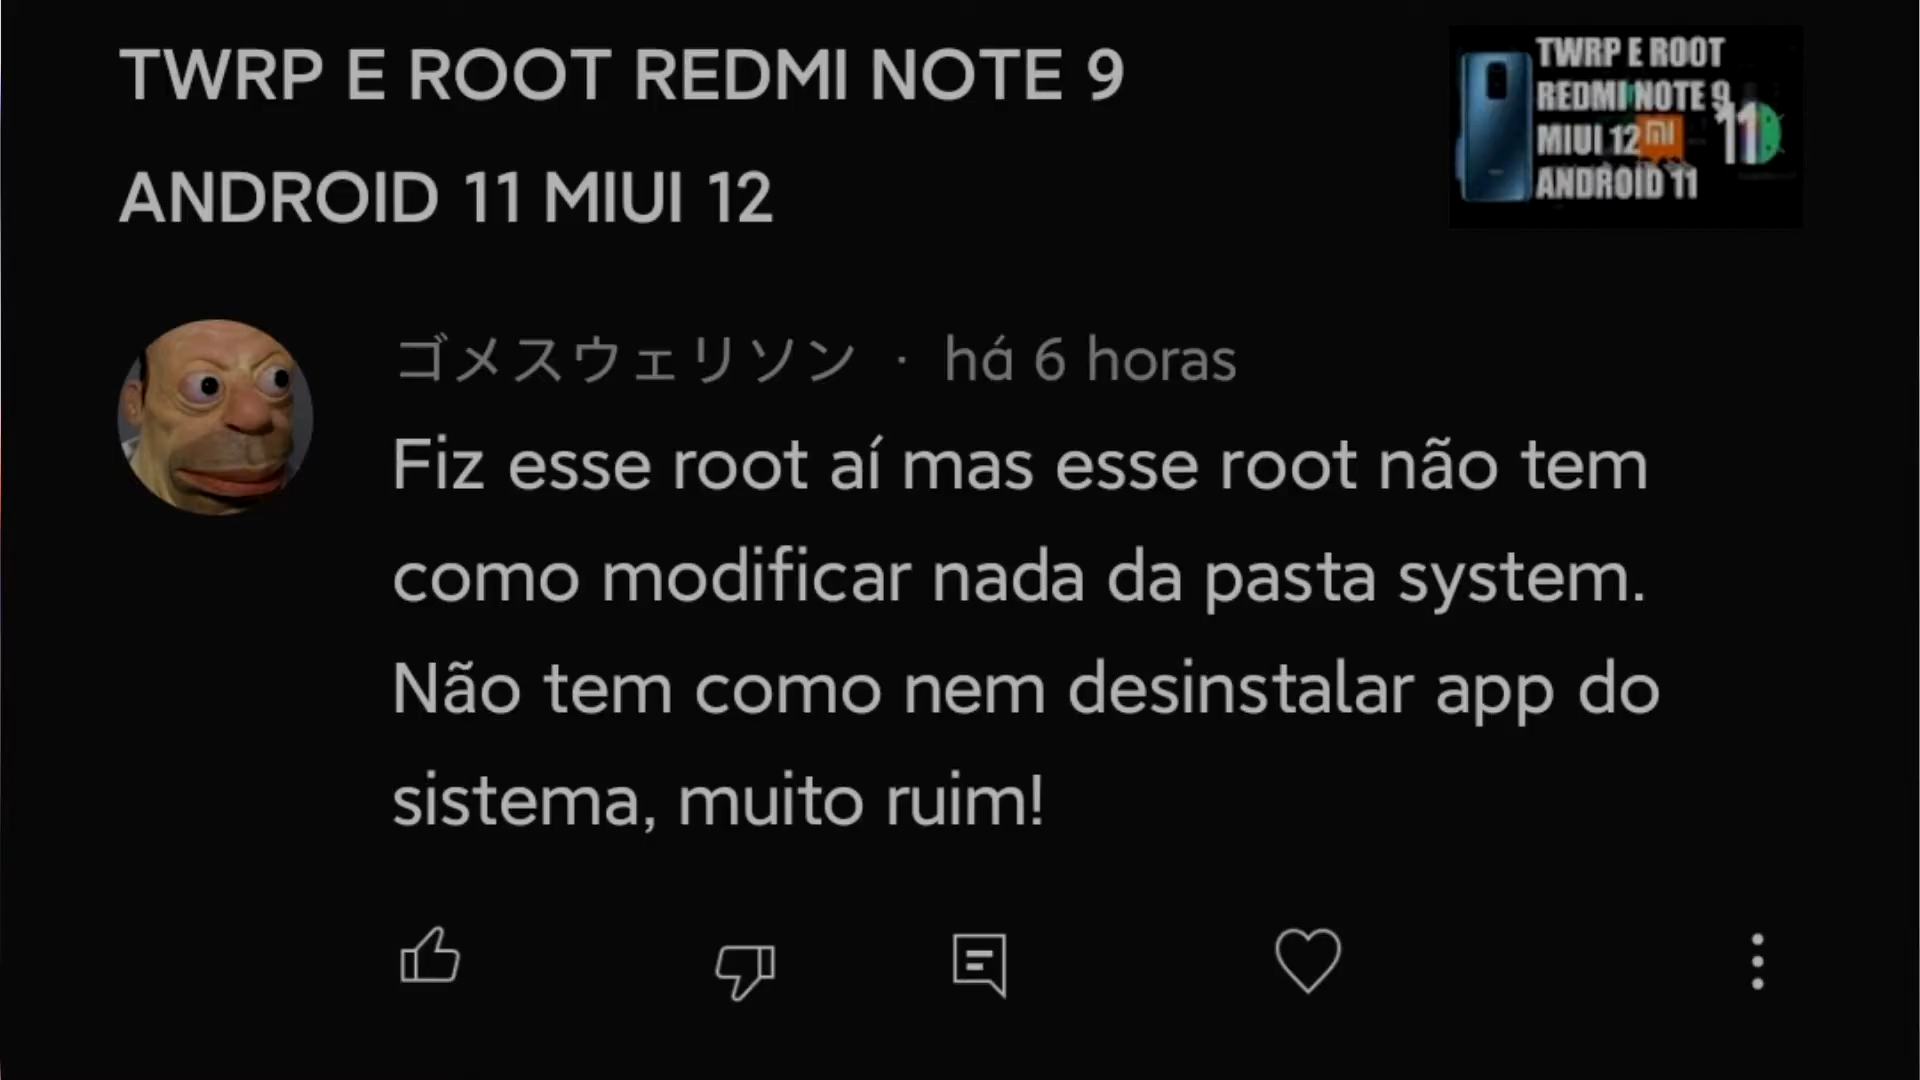 TWRP E ROOT REDMI NOTE 9
ANDROID 11 MIUI 12
TWRP E ROOT
REDMI NOTE 9
MIUI 12
ANDROID 11
11
ゴメスウェリソン · há 6 horas
Fiz esse root aí mas esse root não tem
como modificar nada da pasta system.
Não tem como nem desinstalar app do
sistema, muito ruim!